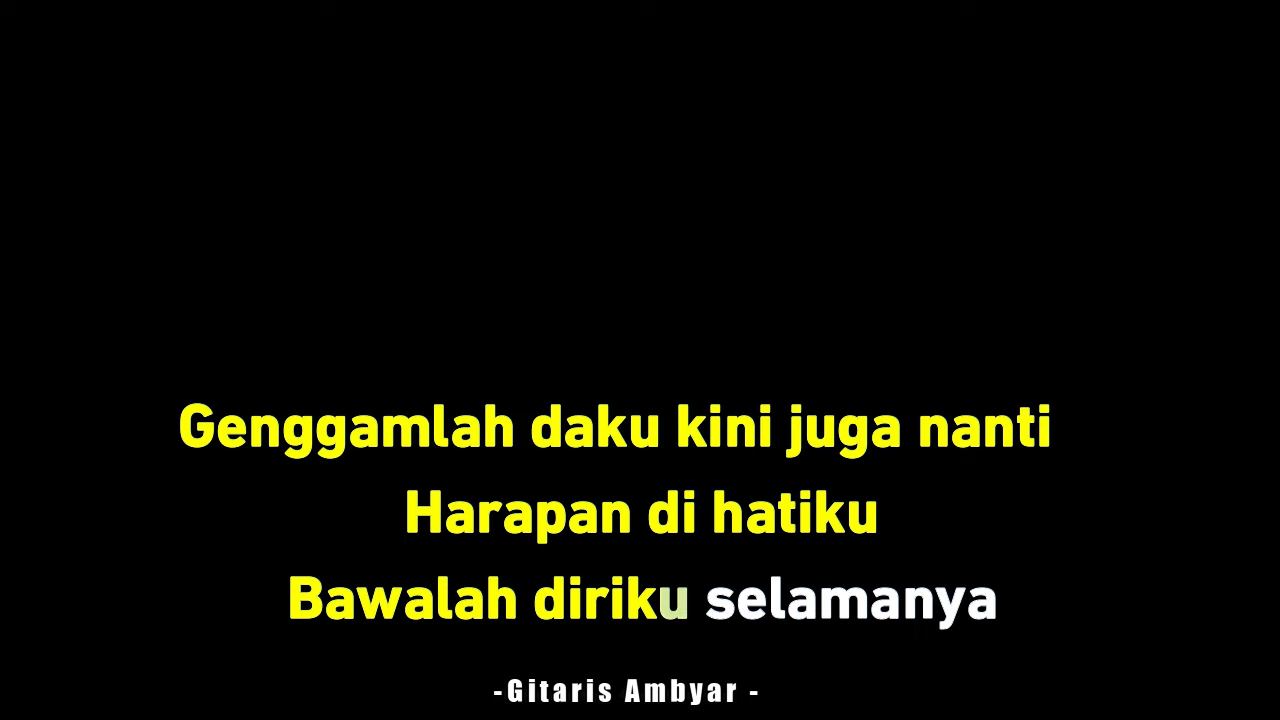 Genggamlah daku kini juga nanti
Harapan di hatiku
Bawalah diriku selamanya
-Gitaris Ambyar -